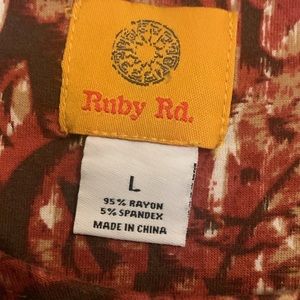 Ruby Rd.
L
95% RAYON
5% SPANDEX
MADE IN CHINA